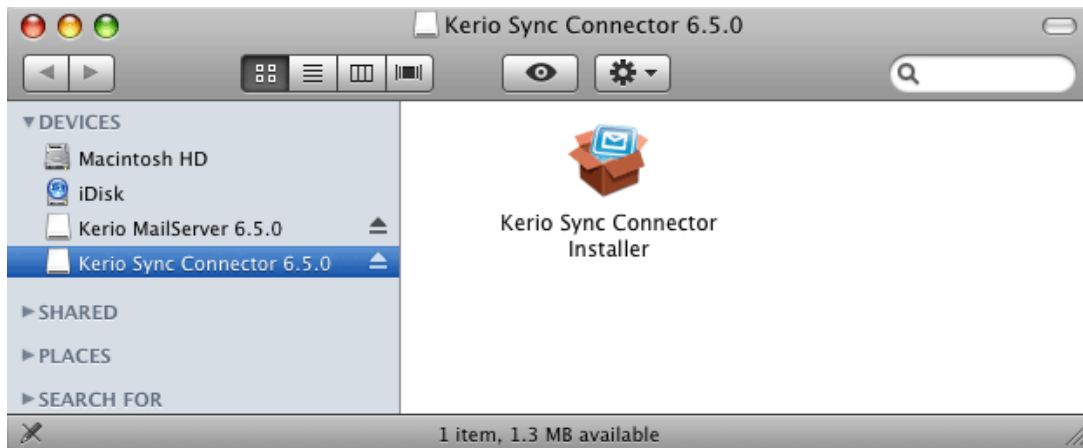 Kerio Sync Connector 6.5.0
DEVICES
Macintosh HD
iDisk
Kerio MailServer 6.5.0
Kerio Sync Connector 6.5.0
SHARED
PLACES
SEARCH FOR
Kerio Sync Connector
Installer
1 item, 1.3 MB available